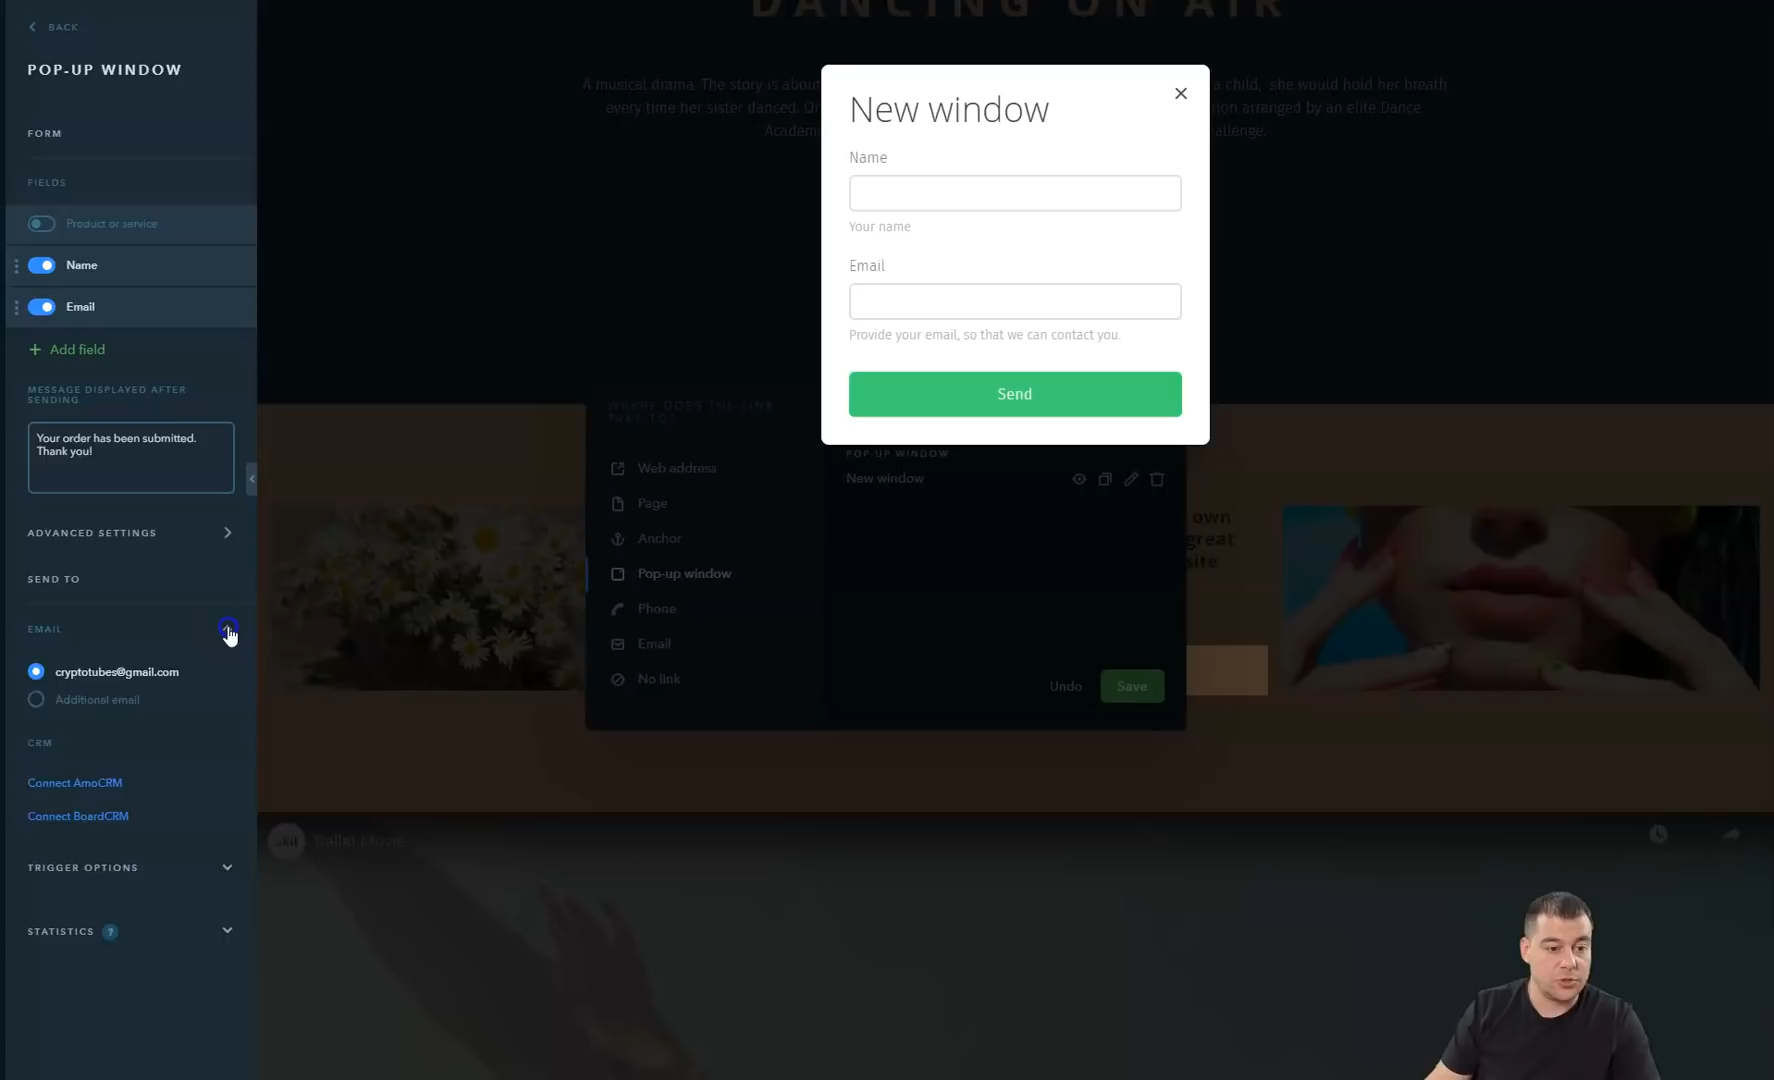 BACK
POP-UP WINDOW
FORM
FIELDS
Product or service
Name
Email
+ Add field
MESSAGE DISPLAYED AFTER
SENDING
Your order has been submitted.
Thank you!
ADVANCED SETTINGS
SEND TO
EMAIL
cryptotubes@gmail.com
Additional email
CRM
Connect AmoCRM
Connect BoardCRM
TRIGGER OPTIONS
STATISTICS ?
DANCING ON AIR
A musical drama. The story is about
a child, she would hold her breath
every time her sister danced.
arranged by an elite Dance
New window
Name
Your name
Email
Provide your email, so that we can contact you.
Send
WHERE DOES THE LINK
TAKE TO?
Web address
Page
Anchor
Pop-up window
Phone
Email
No link
POP-UP WINDOW
New window
Undo
Save
own
great
site
Ballet Movie